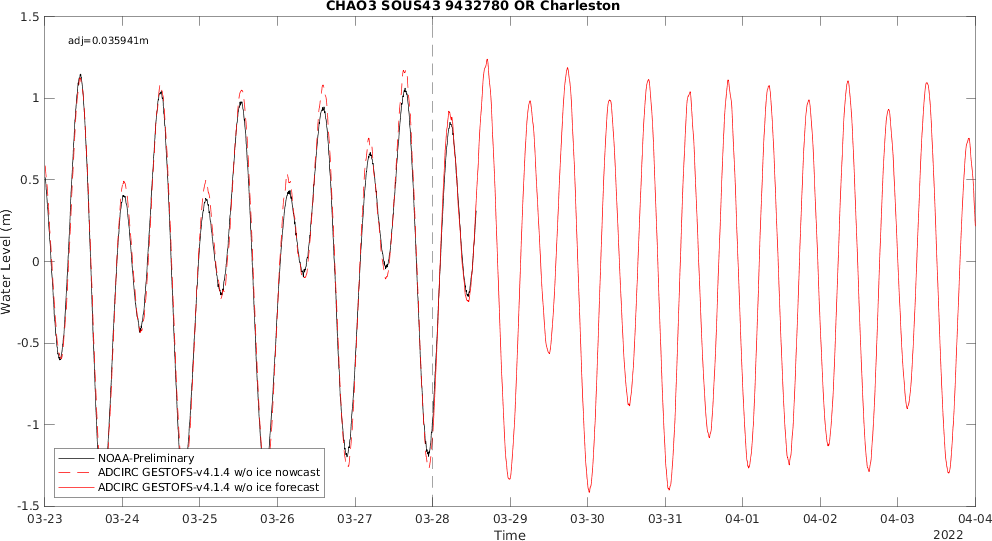 CHAO3 SOUS43 9432780 OR Charleston
adj=0.035941m
Water Level (m)
1.5
1
0.5
0
-0.5
-1
-1.5
NOAA-Preliminary
ADCIRC GESTOFS-v4.1.4 w/o ice nowcast
ADCIRC GESTOFS-v4.1.4 w/o ice forecast
03-23 03-24 03-25 03-26 03-27 03-28 03-29 03-30 03-31 04-01 04-02 04-03 04-04
Time
2022